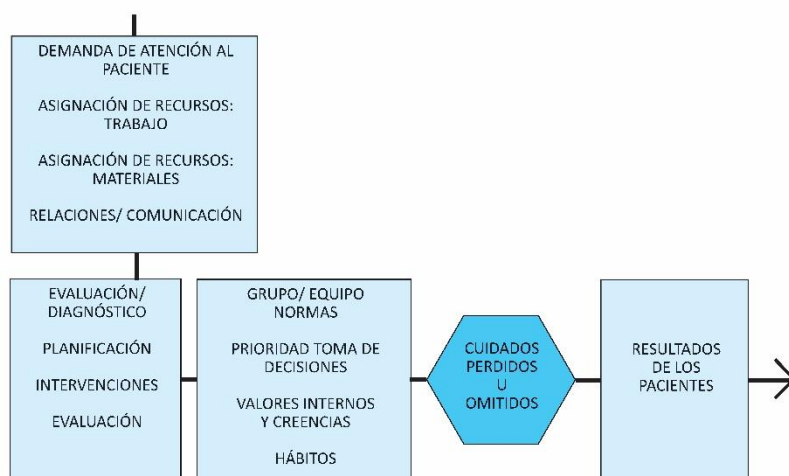 DEMANDA DE ATENCIÓN AL
PACIENTE
ASIGNACIÓN DE RECURSOS:
TRABAJO
ASIGNACIÓN DE RECURSOS:
MATERIALES
RELACIONES/ COMUNICACIÓN
EVALUACIÓN/
DIAGNÓSTICO
PLANIFICACIÓN
INTERVENCIONES
EVALUACIÓN
GRUPO/ EQUIPO
NORMAS
PRIORIDAD TOMA DE
DECISIONES
VALORES INTERNOS
Y CREENCIAS
HÁBITOS
CUIDADOS
PERDIDOS
U
OMITIDOS
RESULTADOS
DE LOS
PACIENTES